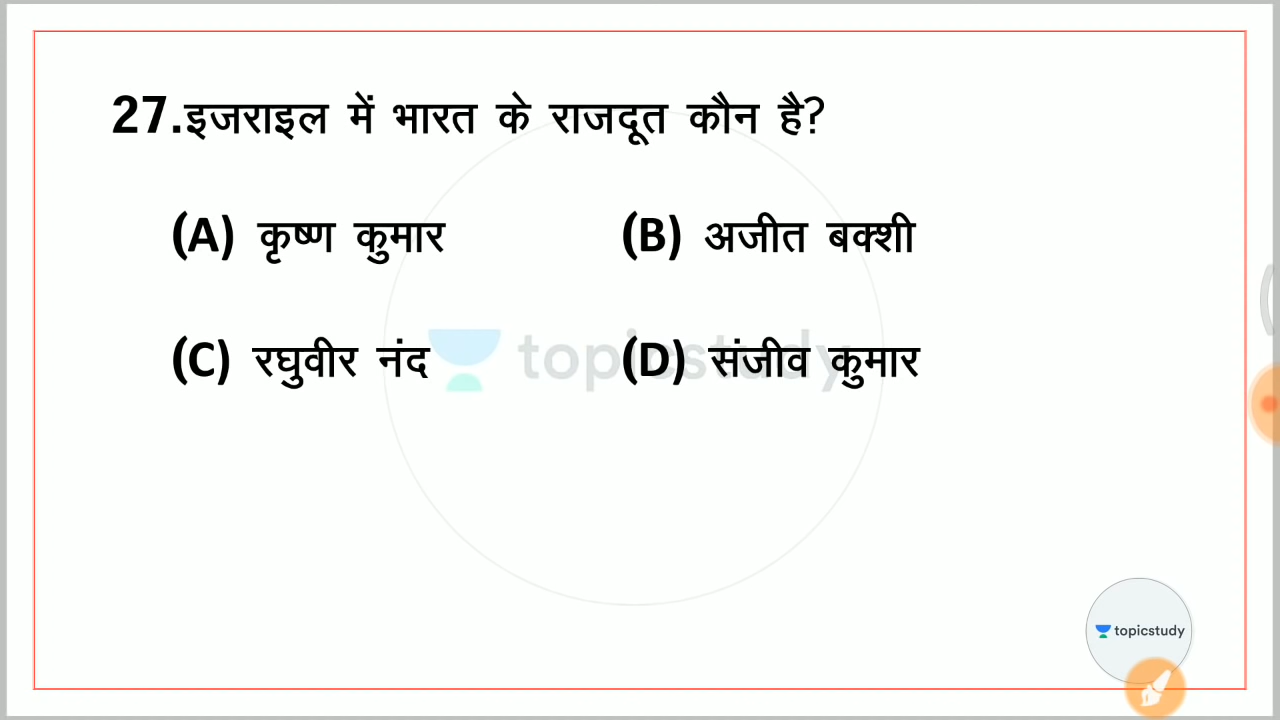 27.इजराइल में भारत के राजदूत कौन है?
(A) कृष्ण कुमार (B) अजीत बक्शी
(C) रघुवीर नंद (D) संजीव कुमार
topicstudy
topicstudy